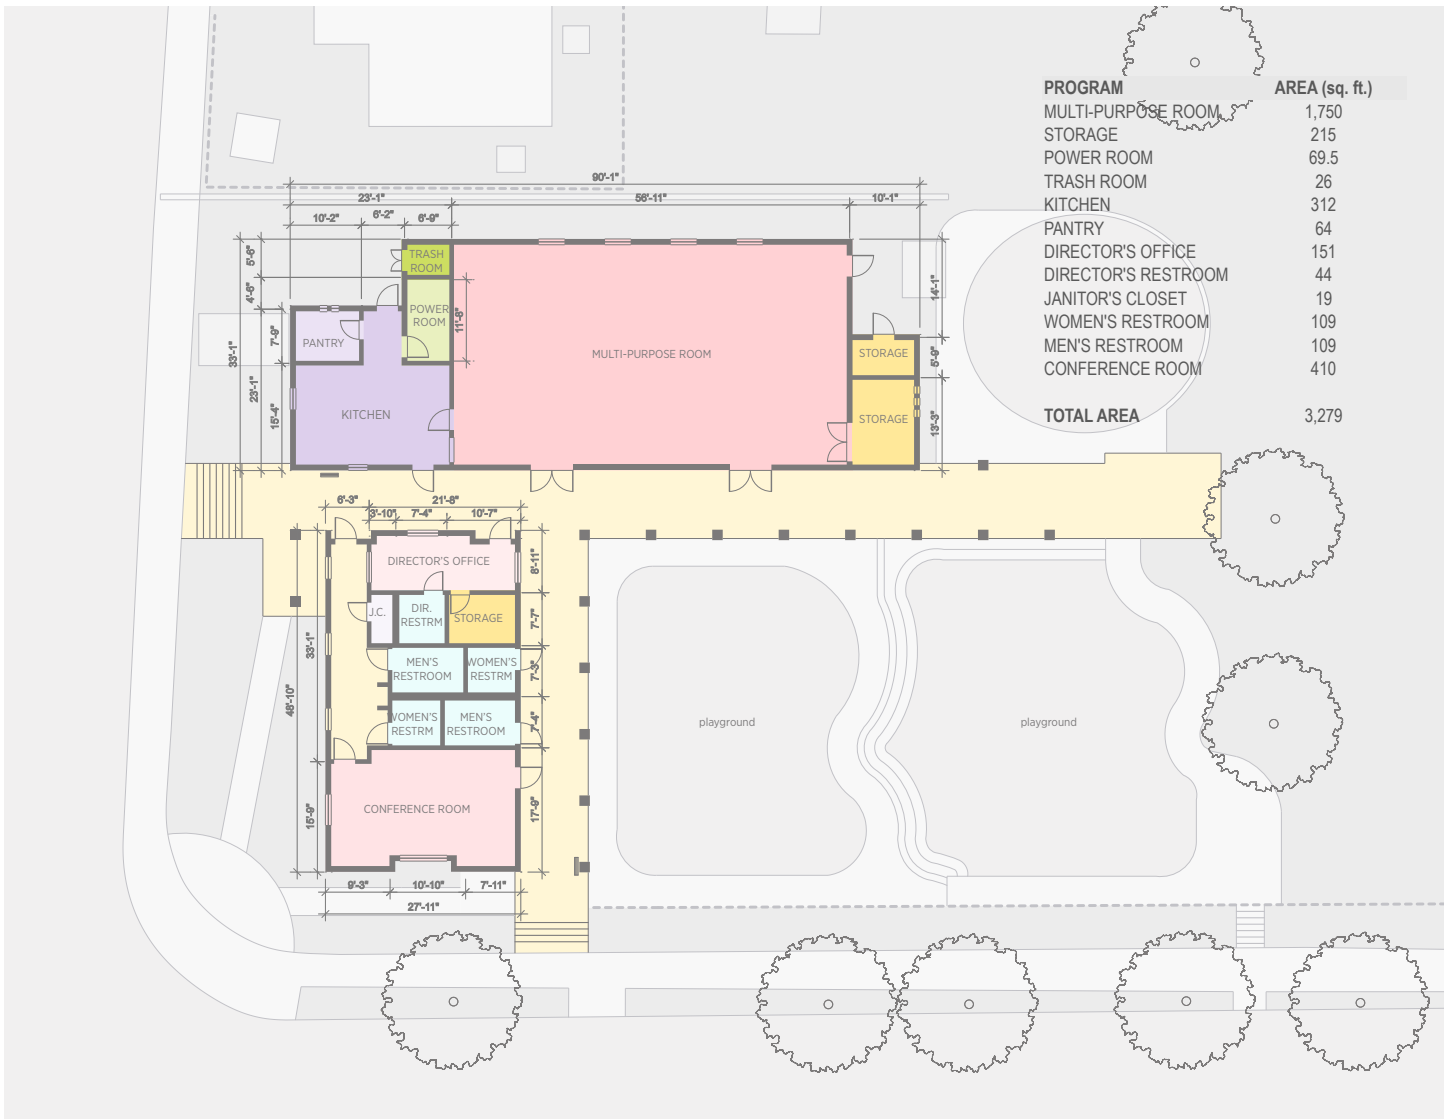 PROGRAM AREA (sq. ft.)
MULTI-PURPOSE ROOM 1,750
STORAGE 215
POWER ROOM 69.5
TRASH ROOM 26
KITCHEN 312
PANTRY 64
DIRECTOR'S OFFICE 151
DIRECTOR'S RESTROOM 44
JANITOR'S CLOSET 19
WOMEN'S RESTROOM 109
MEN'S RESTROOM 109
CONFERENCE ROOM 410
TOTAL AREA 3,279
90'-1"
23'-1" 56'-11" 10'-1"
10'-2" 6'-2" 6'-9"
5'-6"
4'-6"
7'-9"
15'-4"
23'-1"
33'-1"
TRASH
ROOM
POWER
ROOM
11'-8"
PANTRY
KITCHEN
MULTI-PURPOSE ROOM
STORAGE
STORAGE
14'-1"
5'-9"
13'-3"
6'-3" 21'-8"
3'-10" 7'-4" 10'-7"
DIRECTOR'S OFFICE
J.C.
DIR.
RESTRM
STORAGE
MEN'S
RESTROOM
WOMEN'S
RESTRM
WOMEN'S
RESTRM
MEN'S
RESTROOM
CONFERENCE ROOM
8'-11"
7'-7"
7'-3"
7'-4"
17'-9"
33'-1"
48'-10"
15'-9"
9'-3" 10'-10" 7'-11"
27'-11"
playground
playground